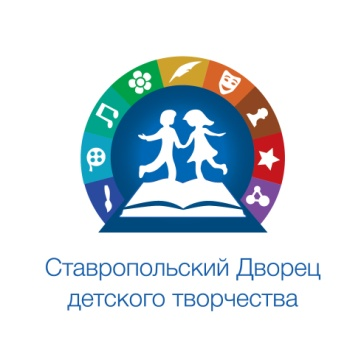 Ставропольский Дворец
детского творчества